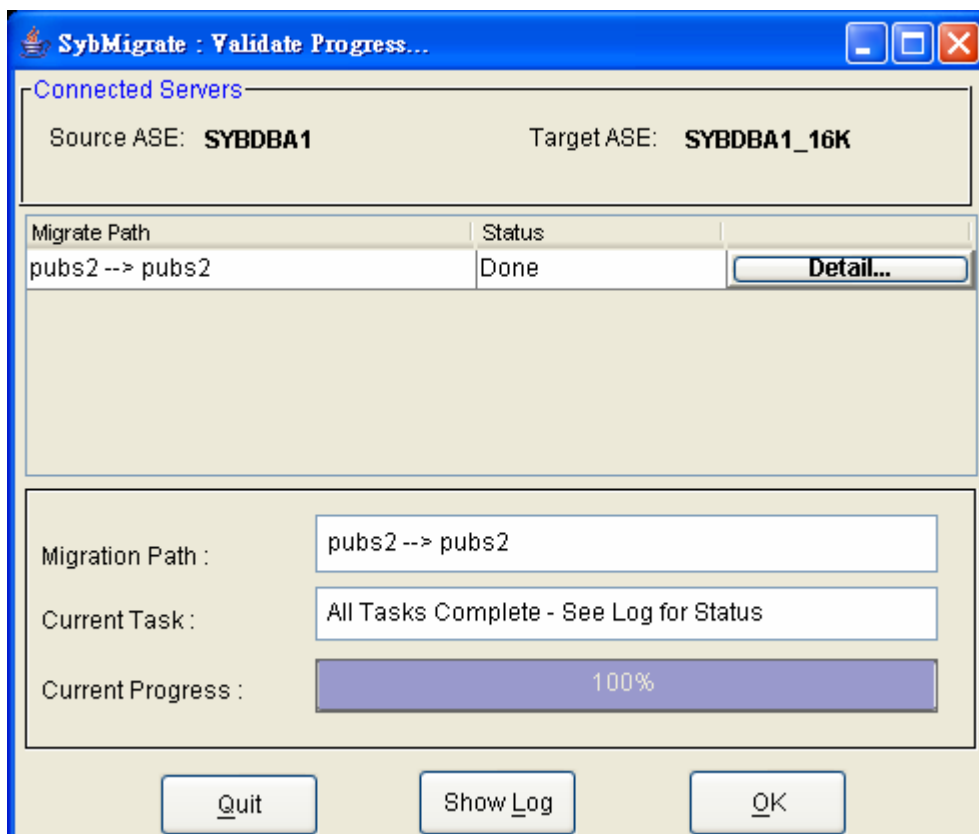 SybMigrate : Validate Progress...
Connected Servers
Source ASE: SYBDBA1 Target ASE: SYBDBA1_16K
Migrate Path Status
pubs2 --> pubs2 Done Detail...
Migration Path : pubs2 --> pubs2
Current Task : All Tasks Complete - See Log for Status
Current Progress : 100%
Quit Show Log OK